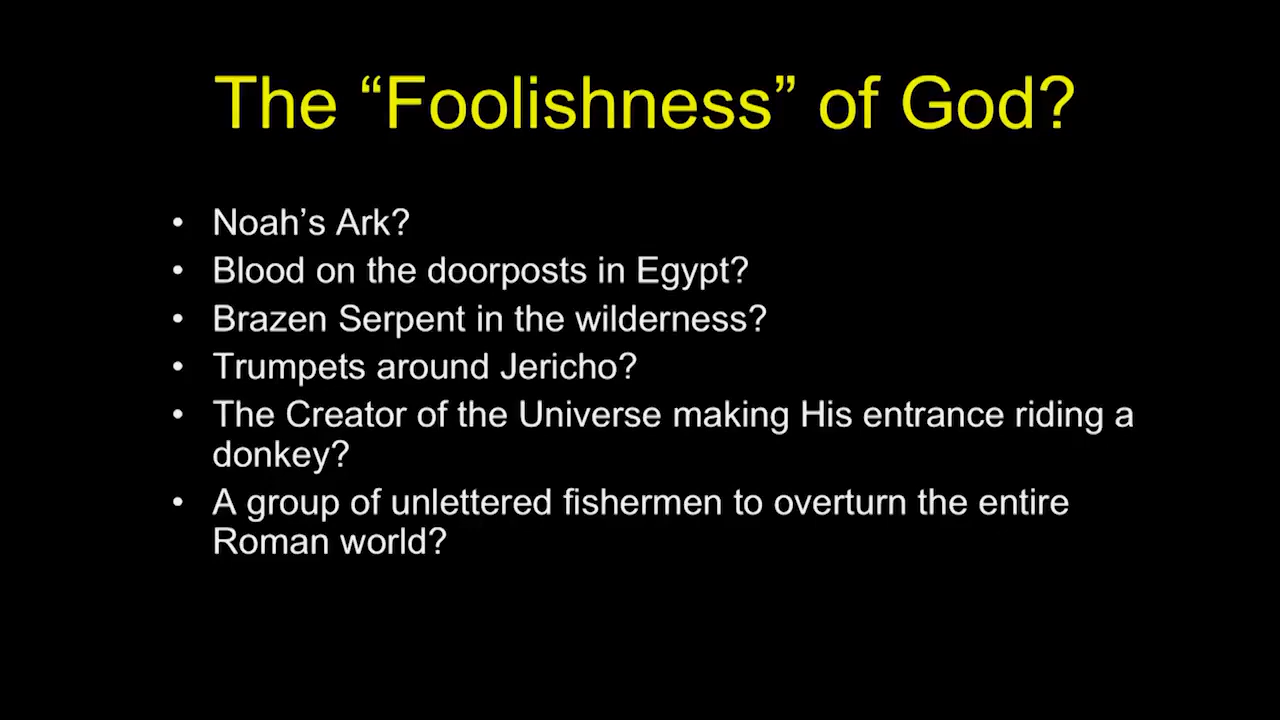 The “Foolishness” of God?
• Noah’s Ark?
• Blood on the doorposts in Egypt?
• Brazen Serpent in the wilderness?
• Trumpets around Jericho?
• The Creator of the Universe making His entrance riding a
donkey?
• A group of unlettered fishermen to overturn the entire
Roman world?